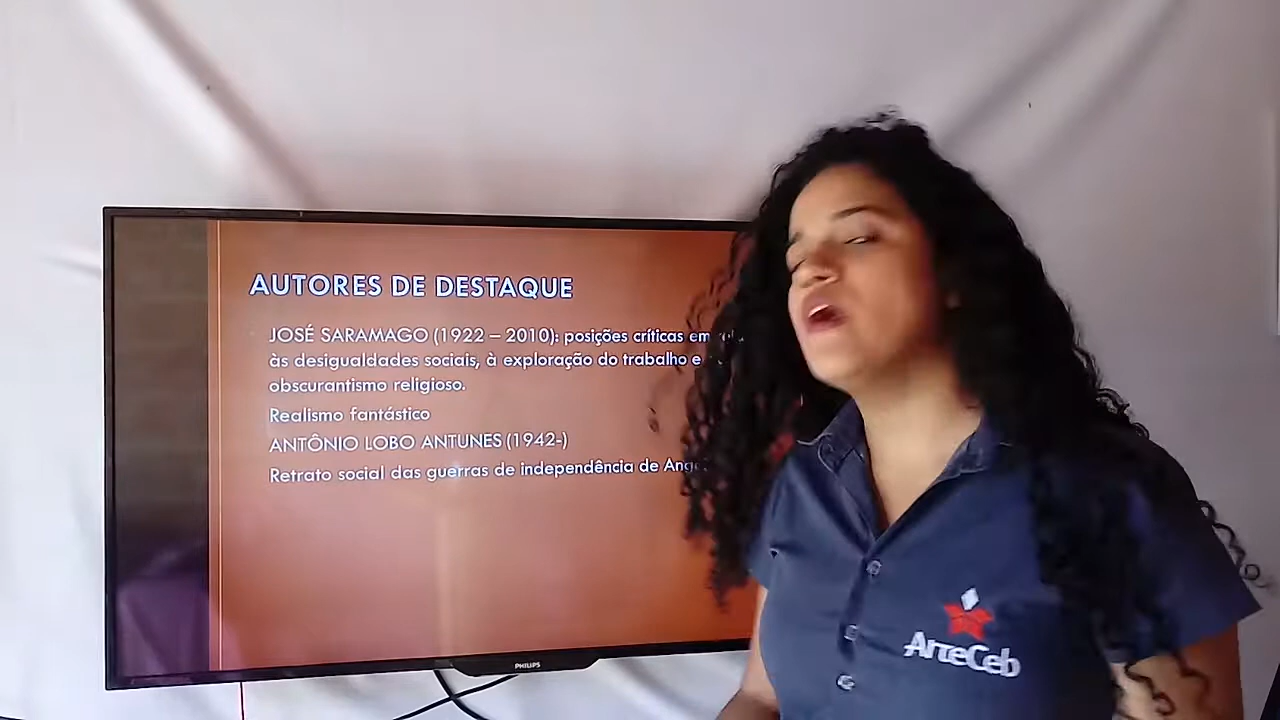 AUTORES DE DESTAQUE
JOSÉ SARAMAGO (1922 – 2010): posições críticas em
às desigualdades sociais, à exploração do trabalho e
obscurantismo religioso.
Realismo fantástico
ANTÔNIO LOBO ANTUNES (1942-)
Retrato social das guerras de independência de
PHILIPS
ArteCeb